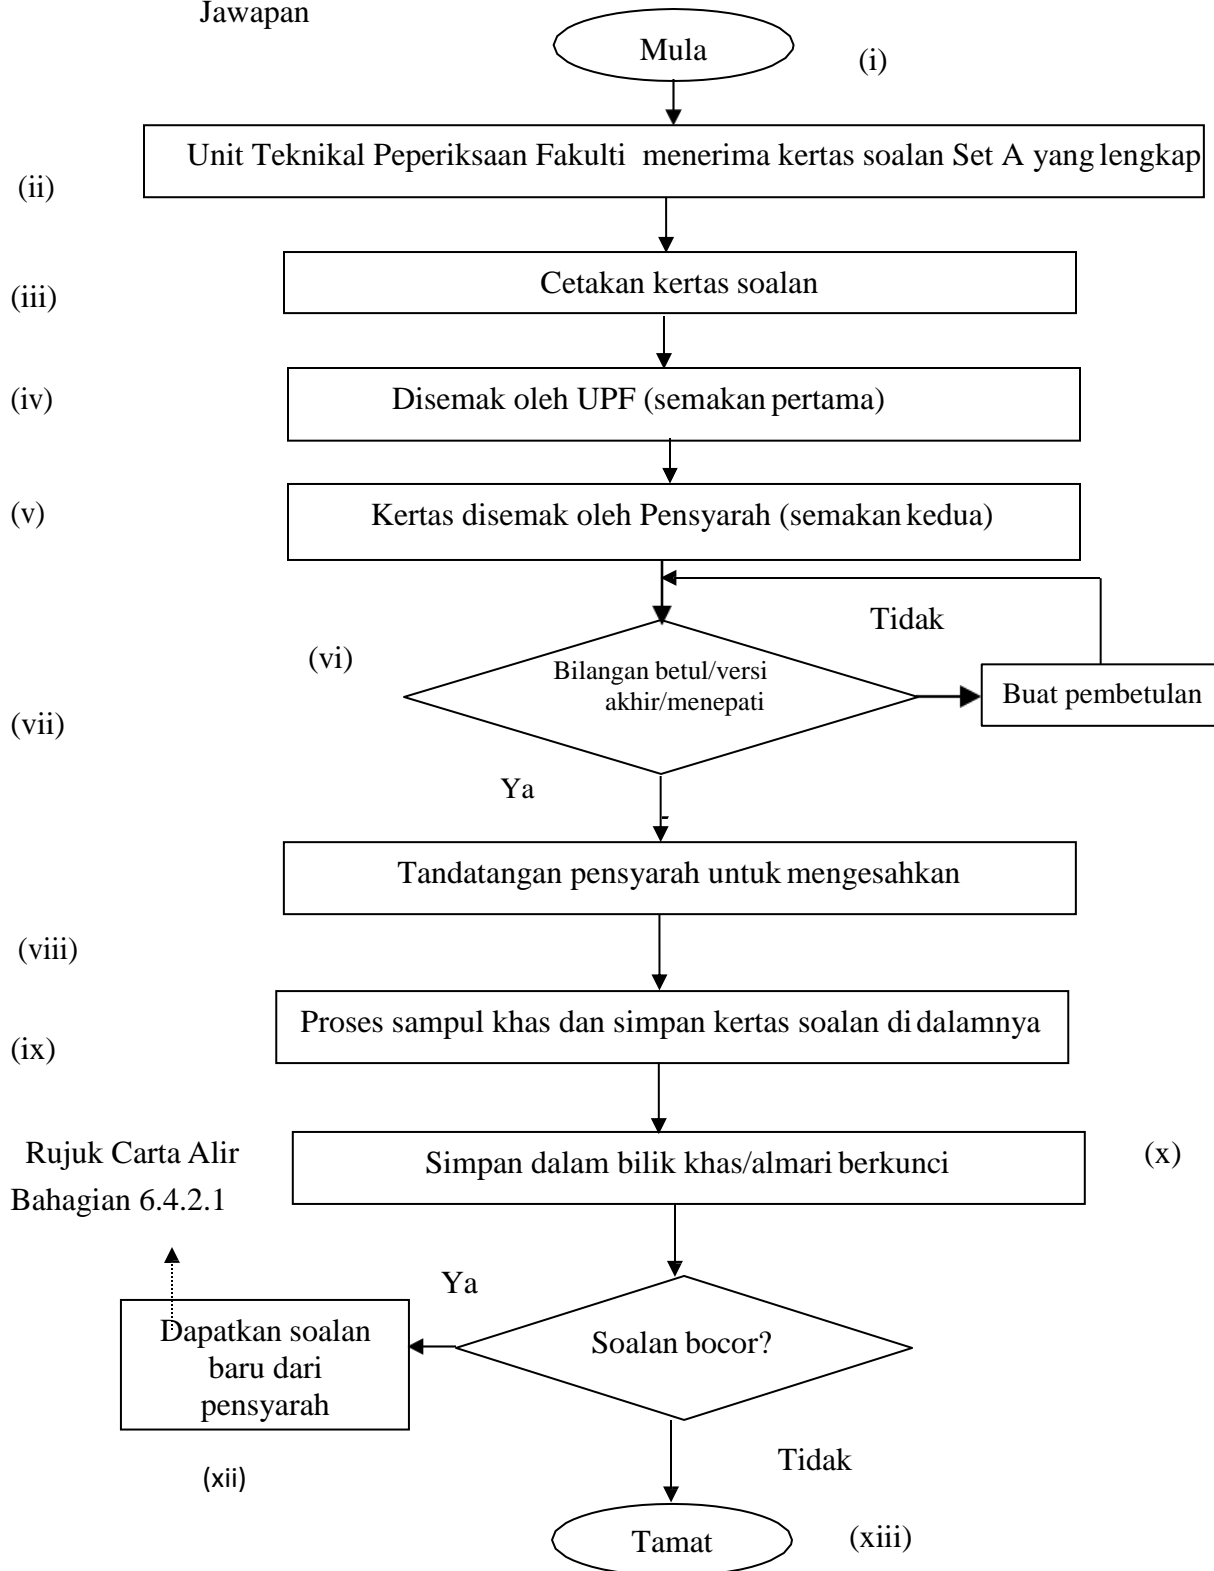 Jawapan
Mula
(i)
Unit Teknikal Peperiksaan Fakulti menerima kertas soalan Set A yang lengkap
(ii)
Cetakan kertas soalan
(iii)
Disemak oleh UPF (semakan pertama)
(iv)
Kertas disemak oleh Pensyarah (semakan kedua)
(v)
Tidak
(vi)
Bilangan betul/versi
akhir/menepati
Buat pembetulan
(vii)
Ya
Tandatangan pensyarah untuk mengesahkan
(viii)
Proses sampul khas dan simpan kertas soalan di dalamnya
(ix)
Rujuk Carta Alir
Bahagian 6.4.2.1
Simpan dalam bilik khas/almari berkunci
(x)
Ya
Soalan bocor?
Dapatkan soalan
baru dari
pensyarah
Tidak
(xii)
Tamat
(xiii)